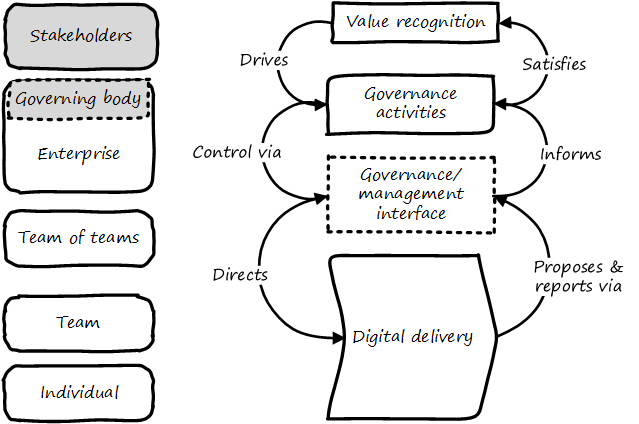 Stakeholders
Governing body
Enterprise
Team of teams
Team
Individual
Value recognition
Drives
Satisfies
Governance
activities
Control via
Informs
Governance/
management
interface
Directs
Proposes &
reports via
Digital delivery